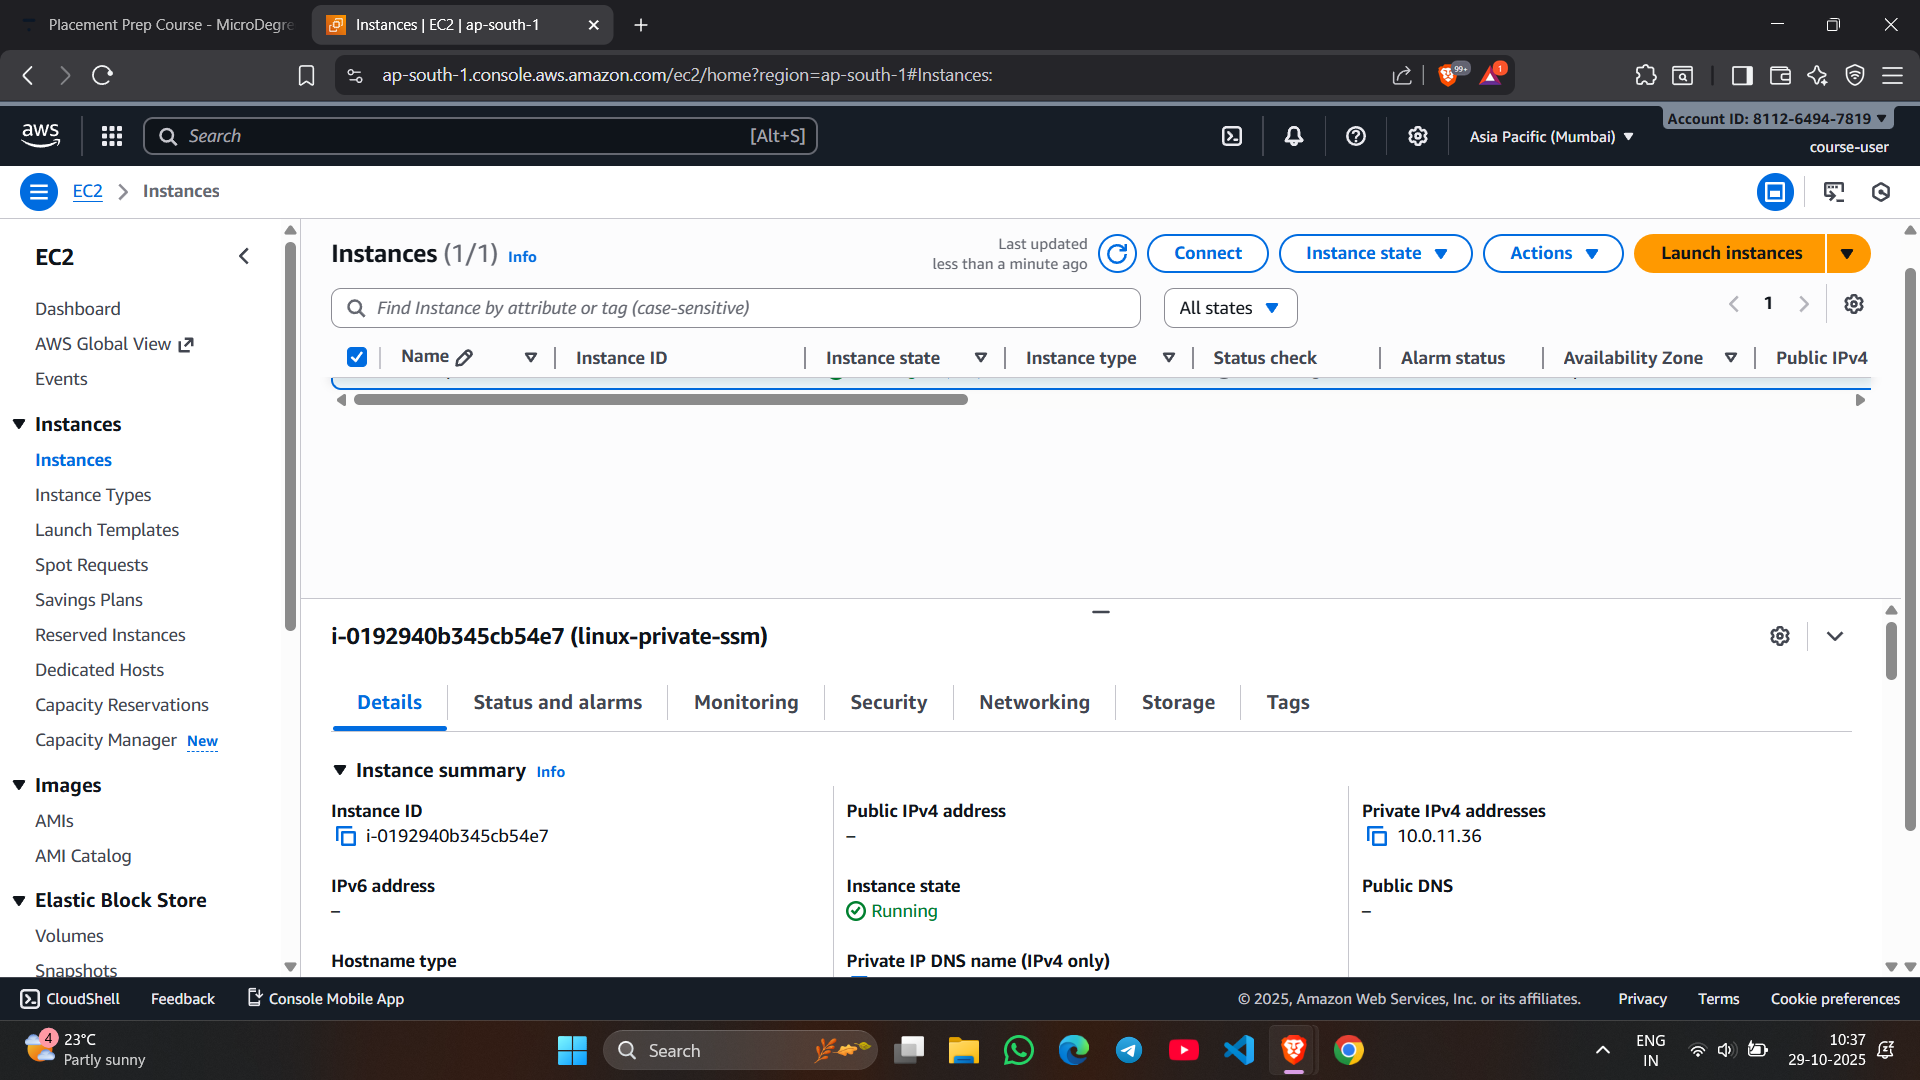 Placement Prep Course - MicroDegre
Instances | EC2 | ap-south-1
ap-south-1.console.aws.amazon.com/ec2/home?region=ap-south-1#Instances:
99+
1
aws
Search
[Alt+S]
Asia Pacific (Mumbai)
Account ID: 8112-6494-7819
course-user
EC2
Instances
EC2
Dashboard
AWS Global View
Events
Instances
Instances
Instance Types
Launch Templates
Spot Requests
Savings Plans
Reserved Instances
Dedicated Hosts
Capacity Reservations
Capacity Manager New
Images
AMIs
AMI Catalog
Elastic Block Store
Volumes
Snapshots
Instances (1/1) Info
Last updated
less than a minute ago
Connect
Instance state
Actions
Launch instances
Find Instance by attribute or tag (case-sensitive)
All states
1
Name
Instance ID
Instance state
Instance type
Status check
Alarm status
Availability Zone
Public IPv4
i-0192940b345cb54e7 (linux-private-ssm)
Details
Status and alarms
Monitoring
Security
Networking
Storage
Tags
Instance summary Info
Instance ID
i-0192940b345cb54e7
Public IPv4 address
–
Private IPv4 addresses
10.0.11.36
IPv6 address
–
Instance state
Running
Public DNS
–
Hostname type
Private IP DNS name (IPv4 only)
CloudShell
Feedback
Console Mobile App
© 2025, Amazon Web Services, Inc. or its affiliates.
Privacy
Terms
Cookie preferences
4
23°C
Partly sunny
Search
ENG
IN
10:37
29-10-2025